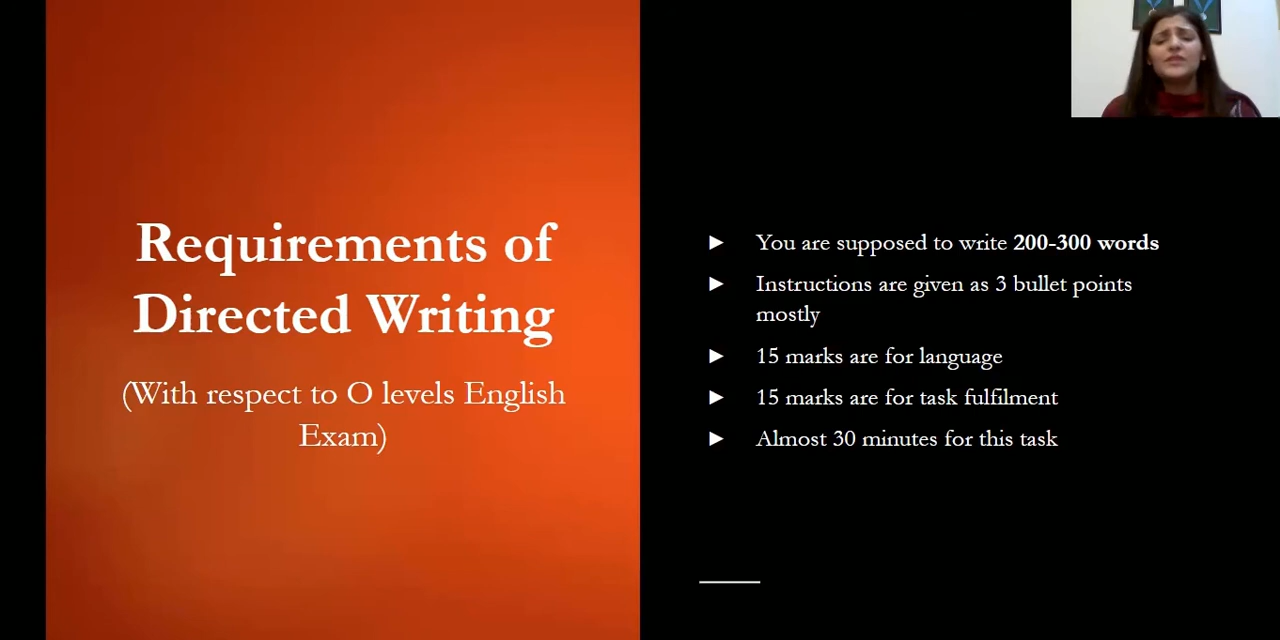 Requirements of
Directed Writing
(With respect to O levels English
Exam)
► You are supposed to write 200-300 words
► Instructions are given as 3 bullet points
mostly
► 15 marks are for language
► 15 marks are for task fulfilment
► Almost 30 minutes for this task